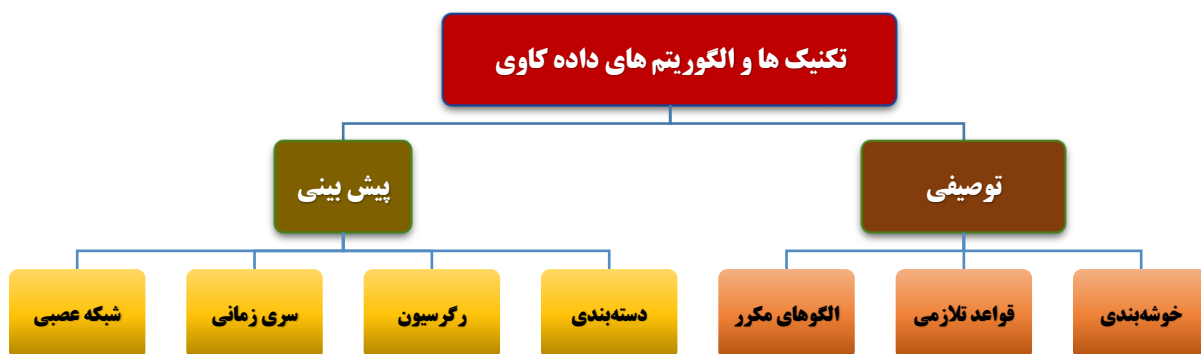 تکنیک ها و الگوریتم های داده کاوی
توصیفی
پیش بینی
خوشه‌بندی
قواعد تلازمی
الگوهای مکرر
دسته‌بندی
رگرسیون
سری زمانی
شبکه عصبی